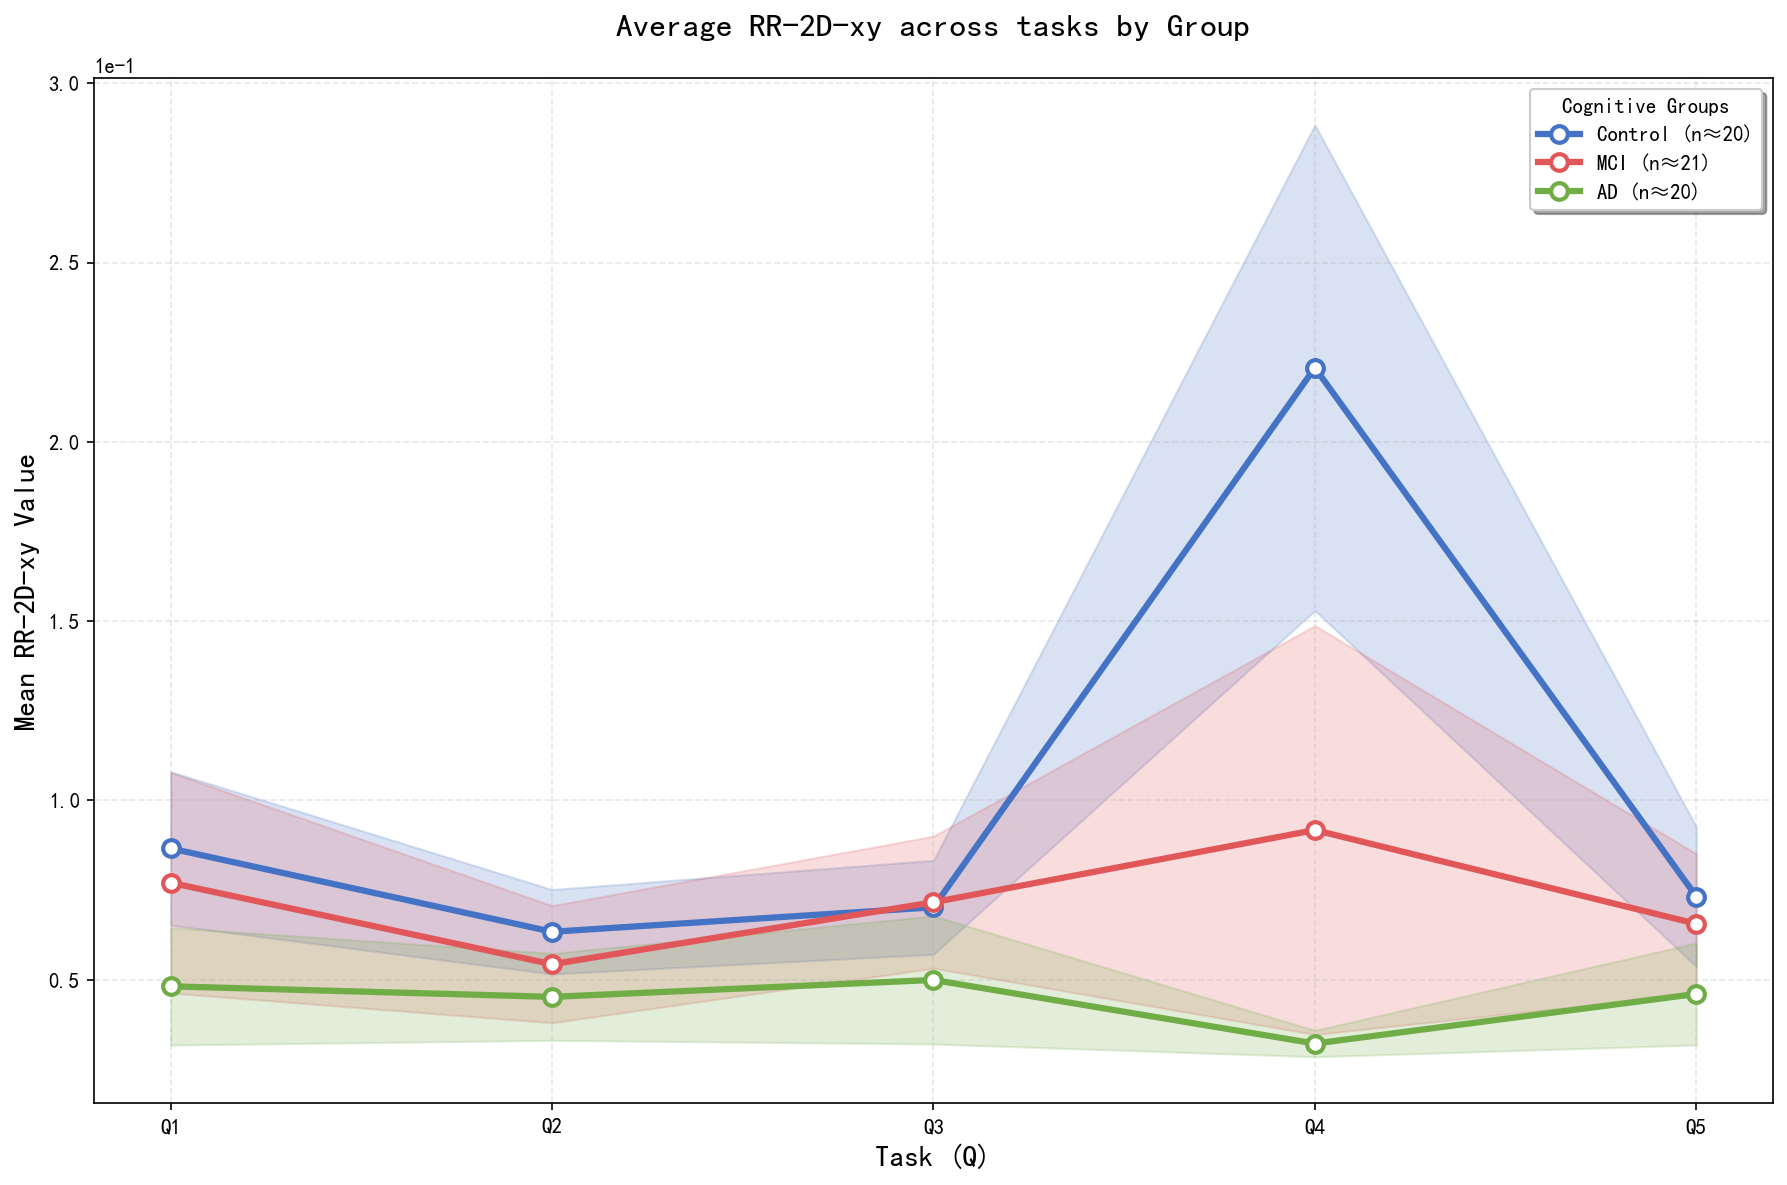 Average RR-2D-xy across tasks by Group
1e-1
3.0
2.5
2.0
1.5
1.0
0.5
Mean RR-2D-xy Value
Cognitive Groups
Control (n≈20)
MCI (n≈21)
AD (n≈20)
Q1 Q2 Q3 Q4 Q5
Task (Q)